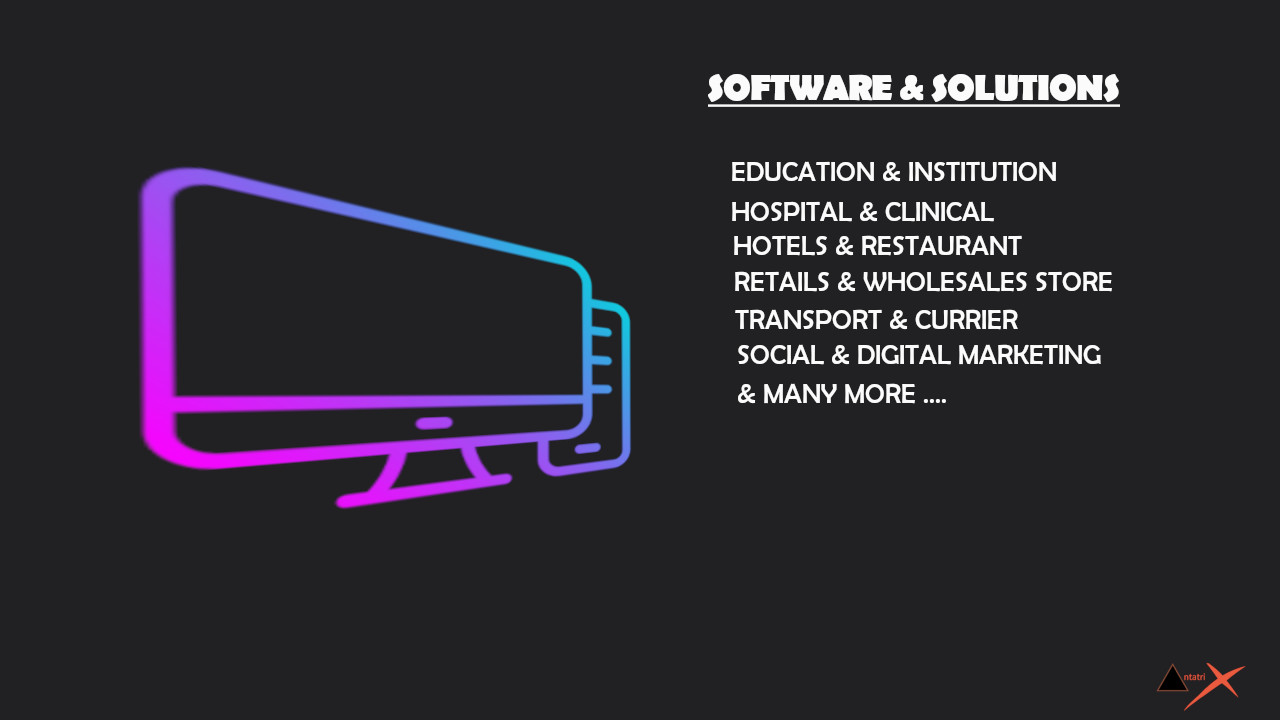 SOFTWARE & SOLUTIONS
EDUCATION & INSTITUTION
HOSPITAL & CLINICAL
HOTELS & RESTAURANT
RETAILS & WHOLESALES STORE
TRANSPORT & CURRIER
SOCIAL & DIGITAL MARKETING
& MANY MORE ....
ntatri